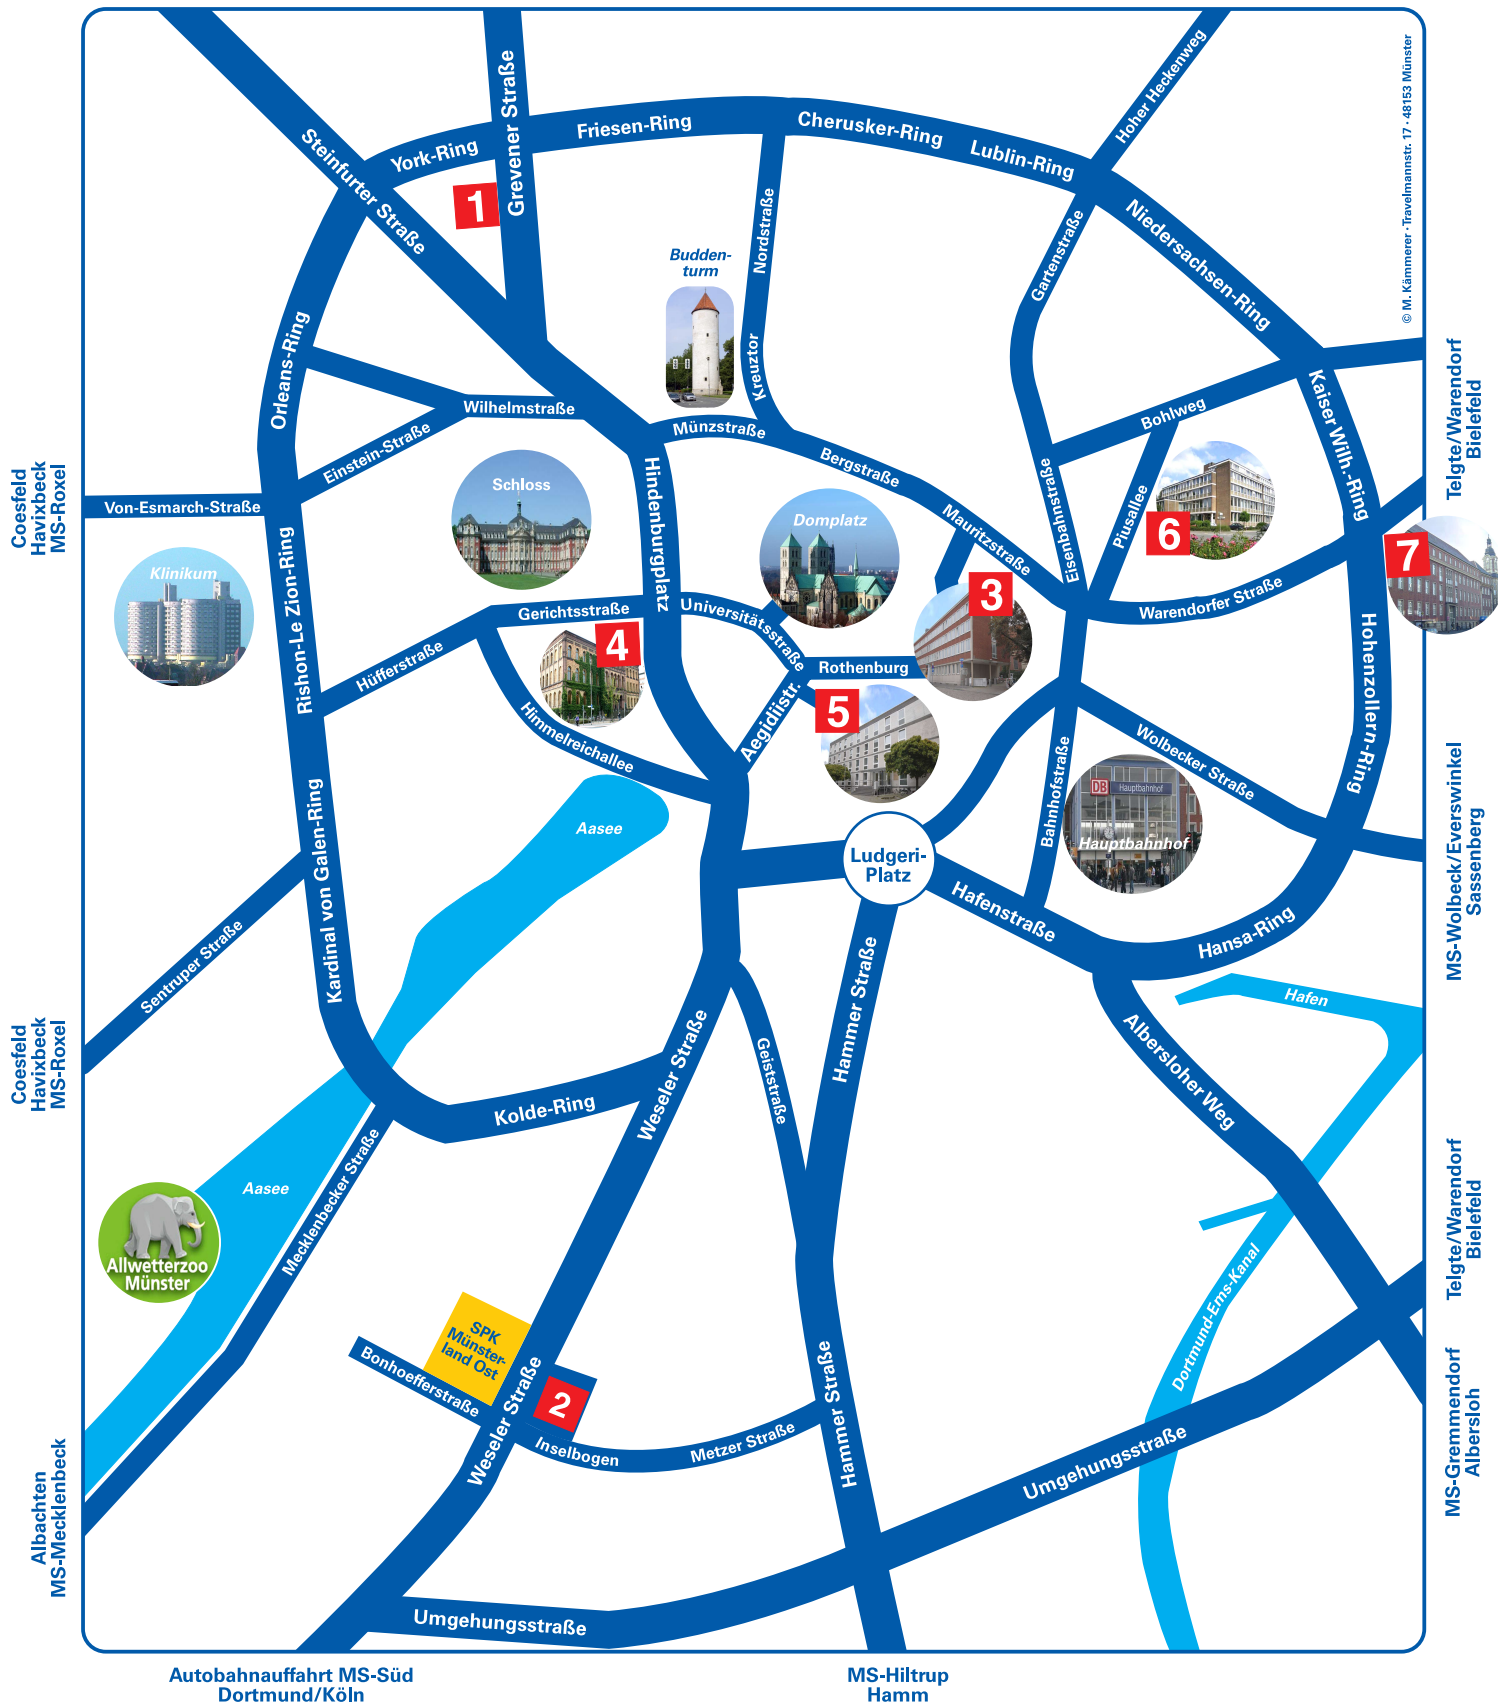 © M. Kämmerer · Travelmannstr. 17 · 48153 Münster
Hoher Heckenweg
Grevener Straße
Steinfurter Straße
York-Ring
Friesen-Ring
Cherusker-Ring
Lublin-Ring
Niedersachsen-Ring
1
Nordstraße
Gartenstraße
Budden-
turm
Kreuztor
Orleans-Ring
Wilhelmstraße
Einstein-Straße
Münzstraße
Bergstraße
Bohlweg
Kaiser Wilh.-Ring
Telgte/Warendorf
Bielefeld
Coesfeld
Havixbeck
MS-Roxel
Von-Esmarch-Straße
Schloss
Hindenburgplatz
Domplatz
Mauritzstraße
Eisenbahnstraße
Piusallee
6
7
Klinikum
Rishon-Le Zion-Ring
Gerichtsstraße
Universitätsstraße
3
Warendorfer Straße
Hohenzollern-Ring
4
Hüfferstraße
Himmelreichallee
Rothenburg
Aegidiistr.
5
Wolbecker Straße
Bahnhofstraße
DB Hauptbahnhof
Hauptbahnhof
MS-Wolbeck/Everswinkel
Sassenberg
Aasee
Kardinal von Galen-Ring
Ludgeri-
Platz
Hafenstraße
Hansa-Ring
Sentruper Straße
Coesfeld
Havixbeck
MS-Roxel
Hammer Straße
Hafen
Weseler Straße
Geiststraße
Albersloher Weg
Kolde-Ring
Aasee
Mecklenbecker Straße
Allwetterzoo
Münster
Telgte/Warendorf
Bielefeld
Dortmund-Ems-Kanal
SPK
Münster-
land Ost
Bonhoefferstraße
2
Weseler Straße
Inselbogen
Metzer Straße
Hammer Straße
Umgehungsstraße
MS-Gremmendorf
Albersloh
Albachten
MS-Mecklenbeck
Umgehungsstraße
Autobahnauffahrt MS-Süd
Dortmund/Köln
MS-Hiltrup
Hamm